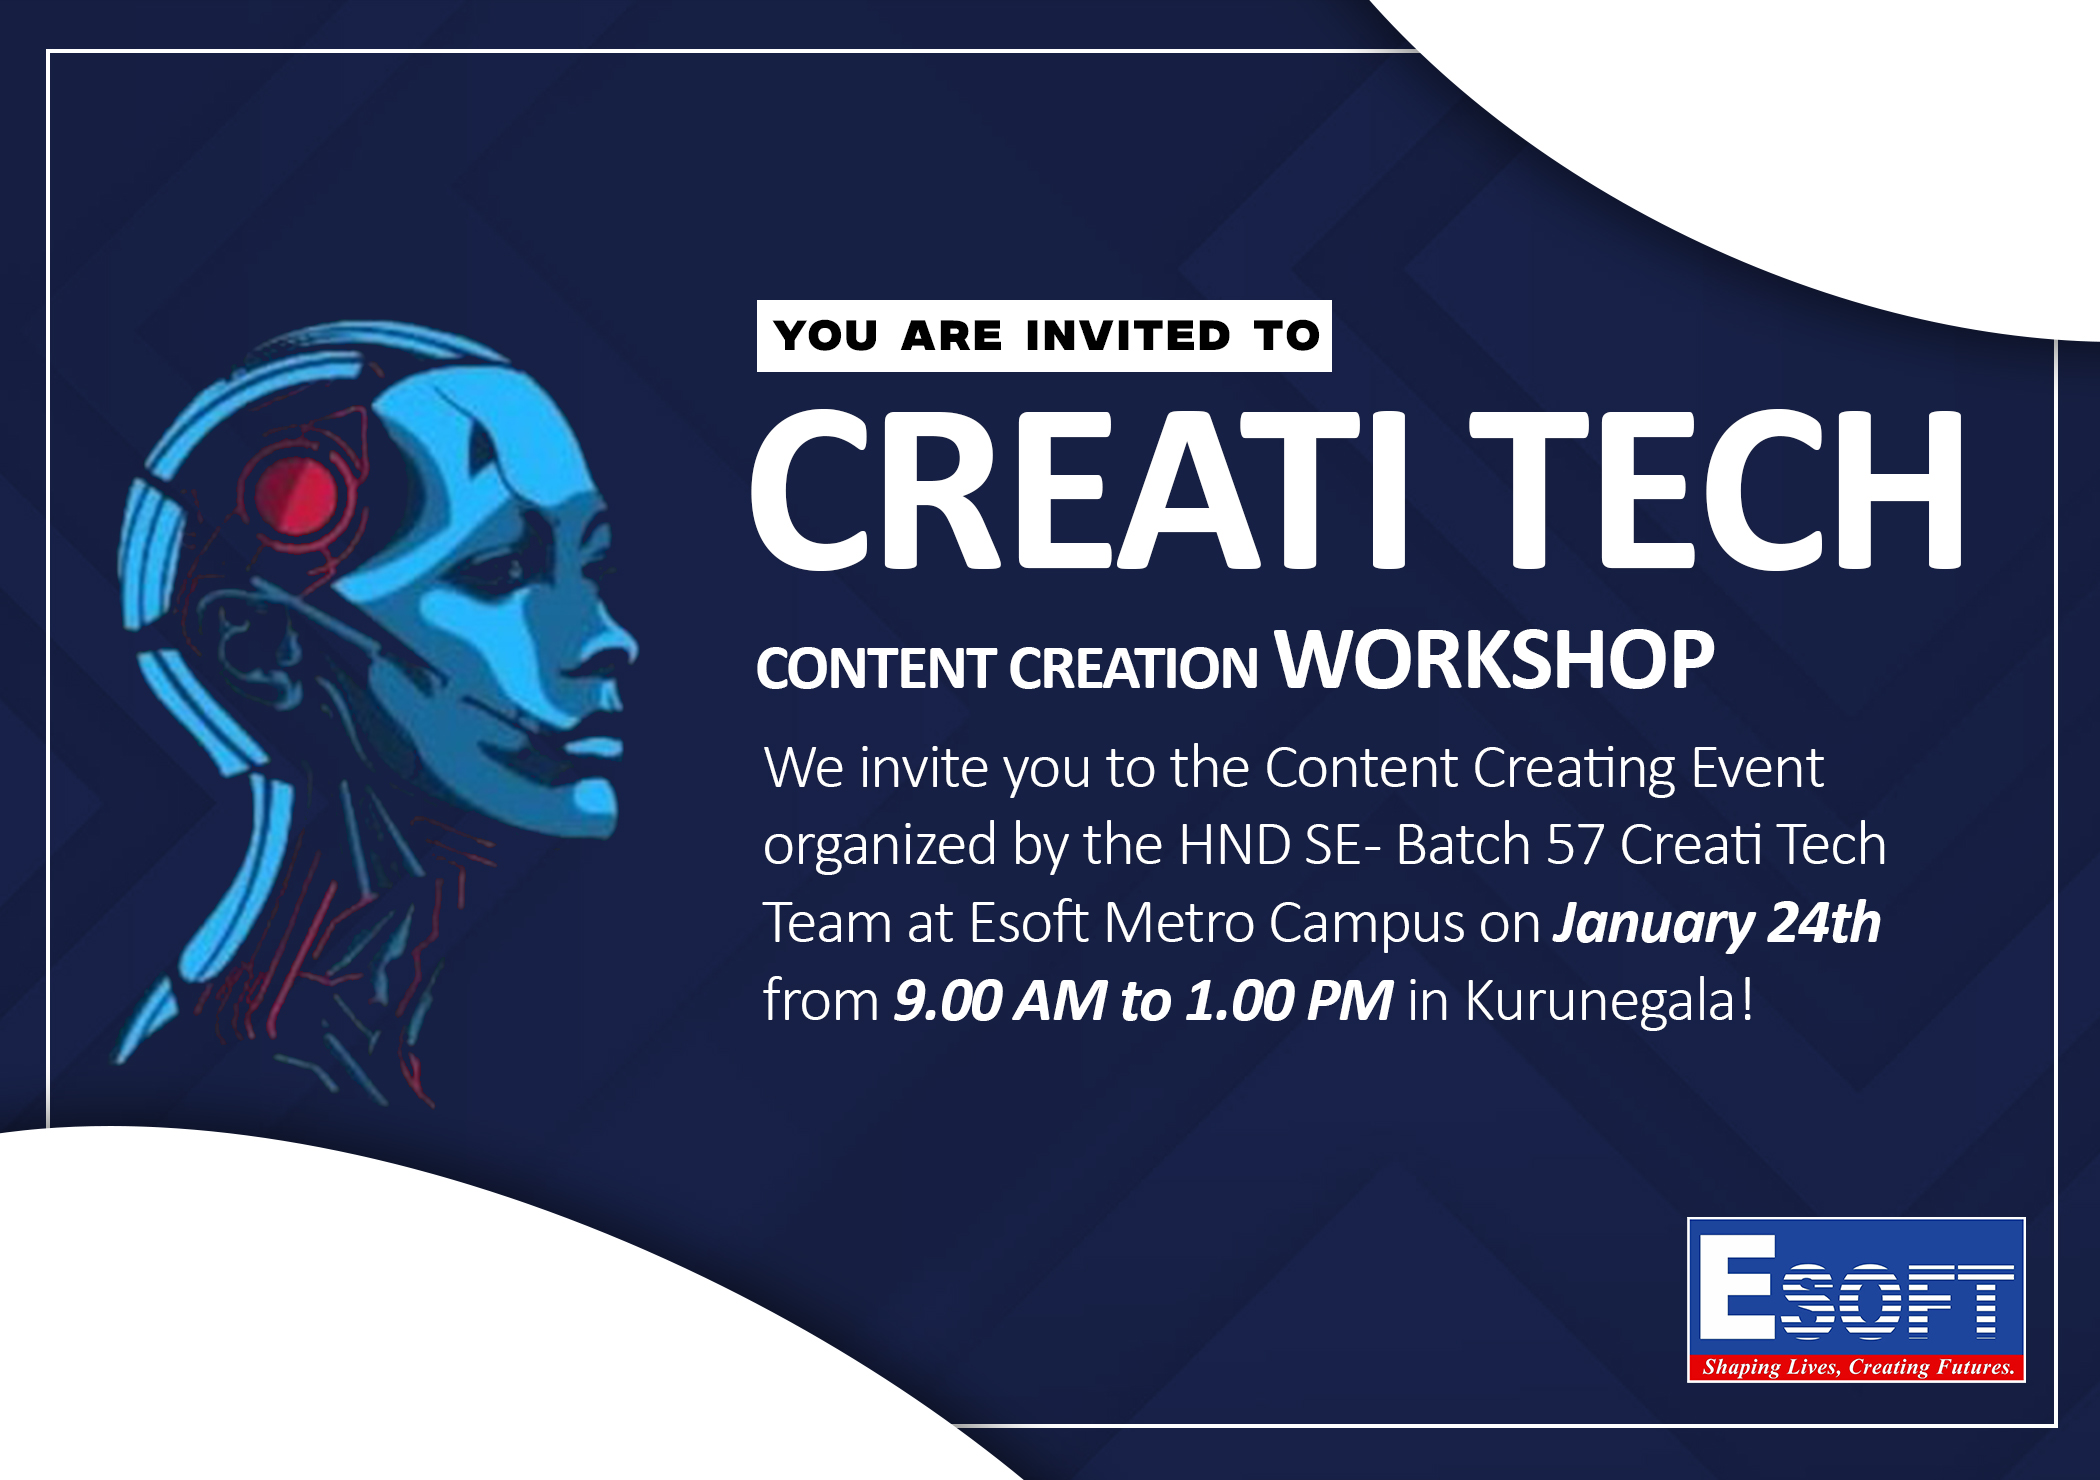 YOU ARE INVITED TO
CREATI TECH
CONTENT CREATION WORKSHOP
We invite you to the Content Creating Event
organized by the HND SE- Batch 57 Creati Tech
Team at Esoft Metro Campus on January 24th
from 9.00 AM to 1.00 PM in Kurunegala!
ESOFT
Shaping Lives, Creating Futures.